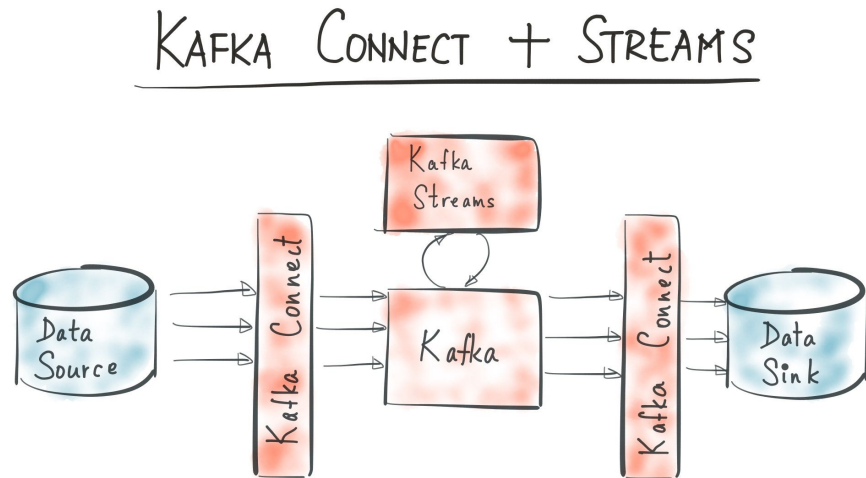 KAFKA CONNECT + STREAMS
Kafka
Streams
Data
Source
Kafka Connect
Kafka
Kafka Connect
Data
Sink